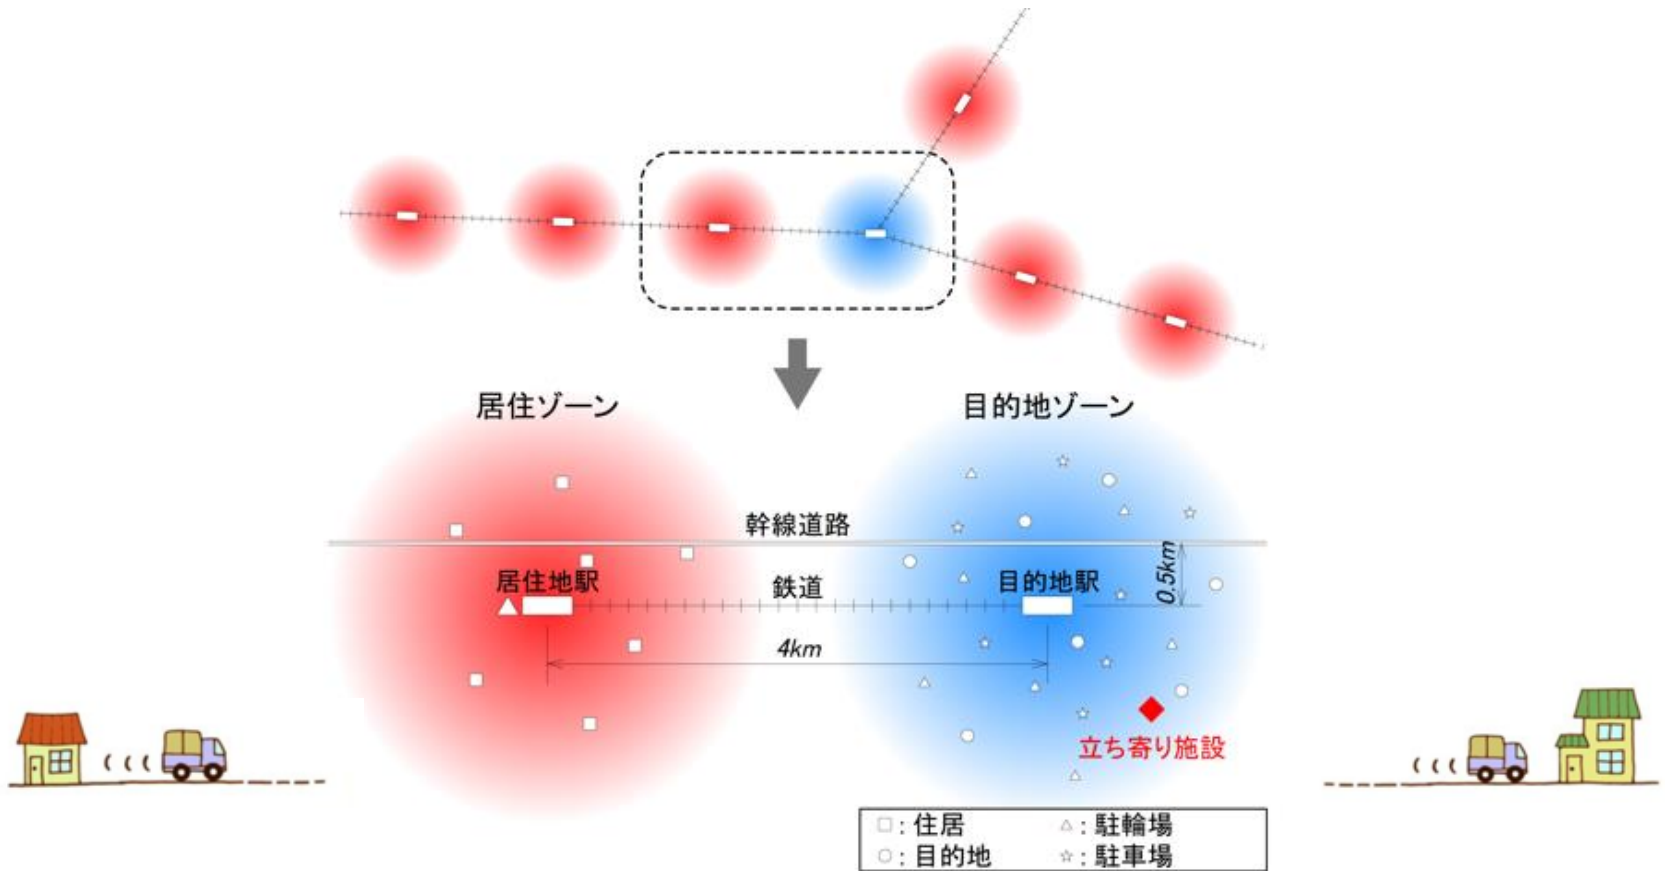 居住ゾーン
目的地ゾーン
幹線道路
居住地駅
鉄道
目的地駅
0.5km
4km
立ち寄り施設
□：住居
△：駐輪場
○：目的地
☆：駐車場